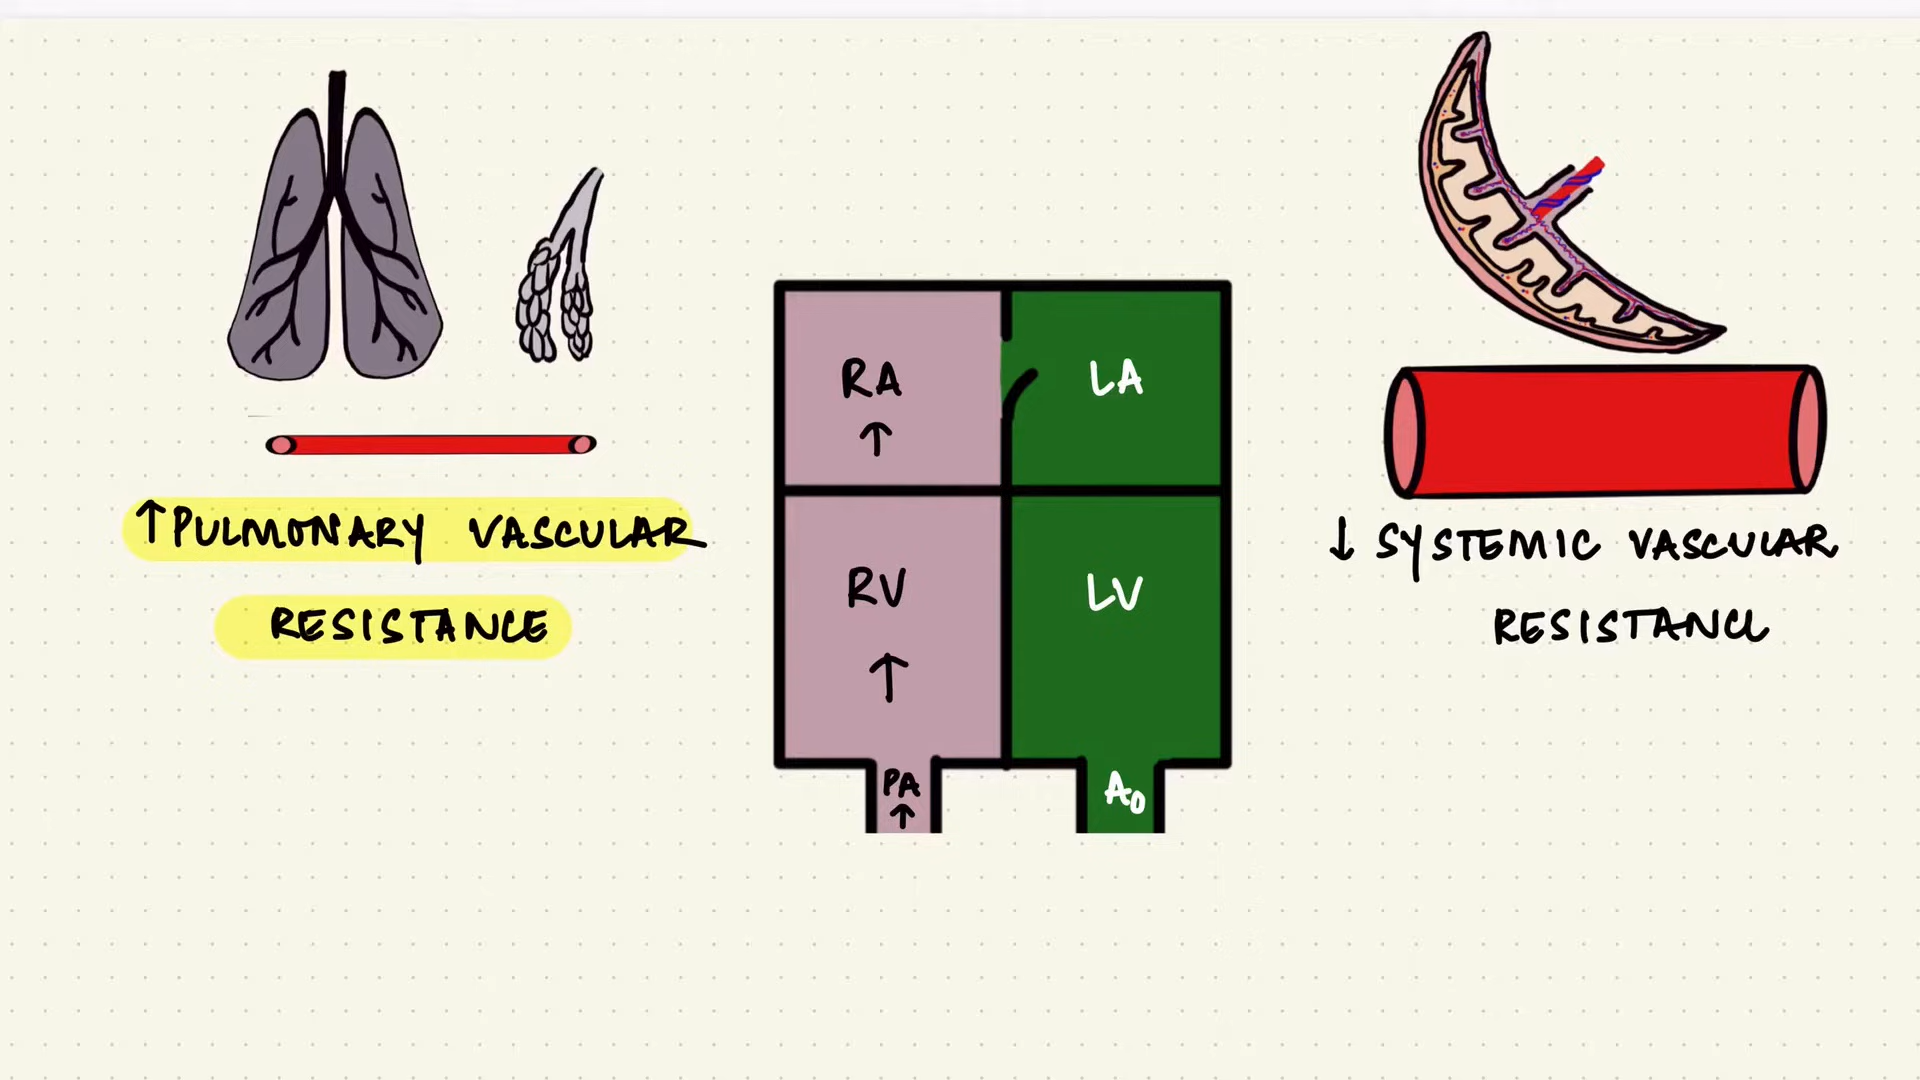 ↑PULMONARY VASCULAR
RESISTANCE
RA
↑
LA
RV
↑
LV
PA
↑
Ao
↓ SYSTEMIC VASCULAR
RESISTANCE